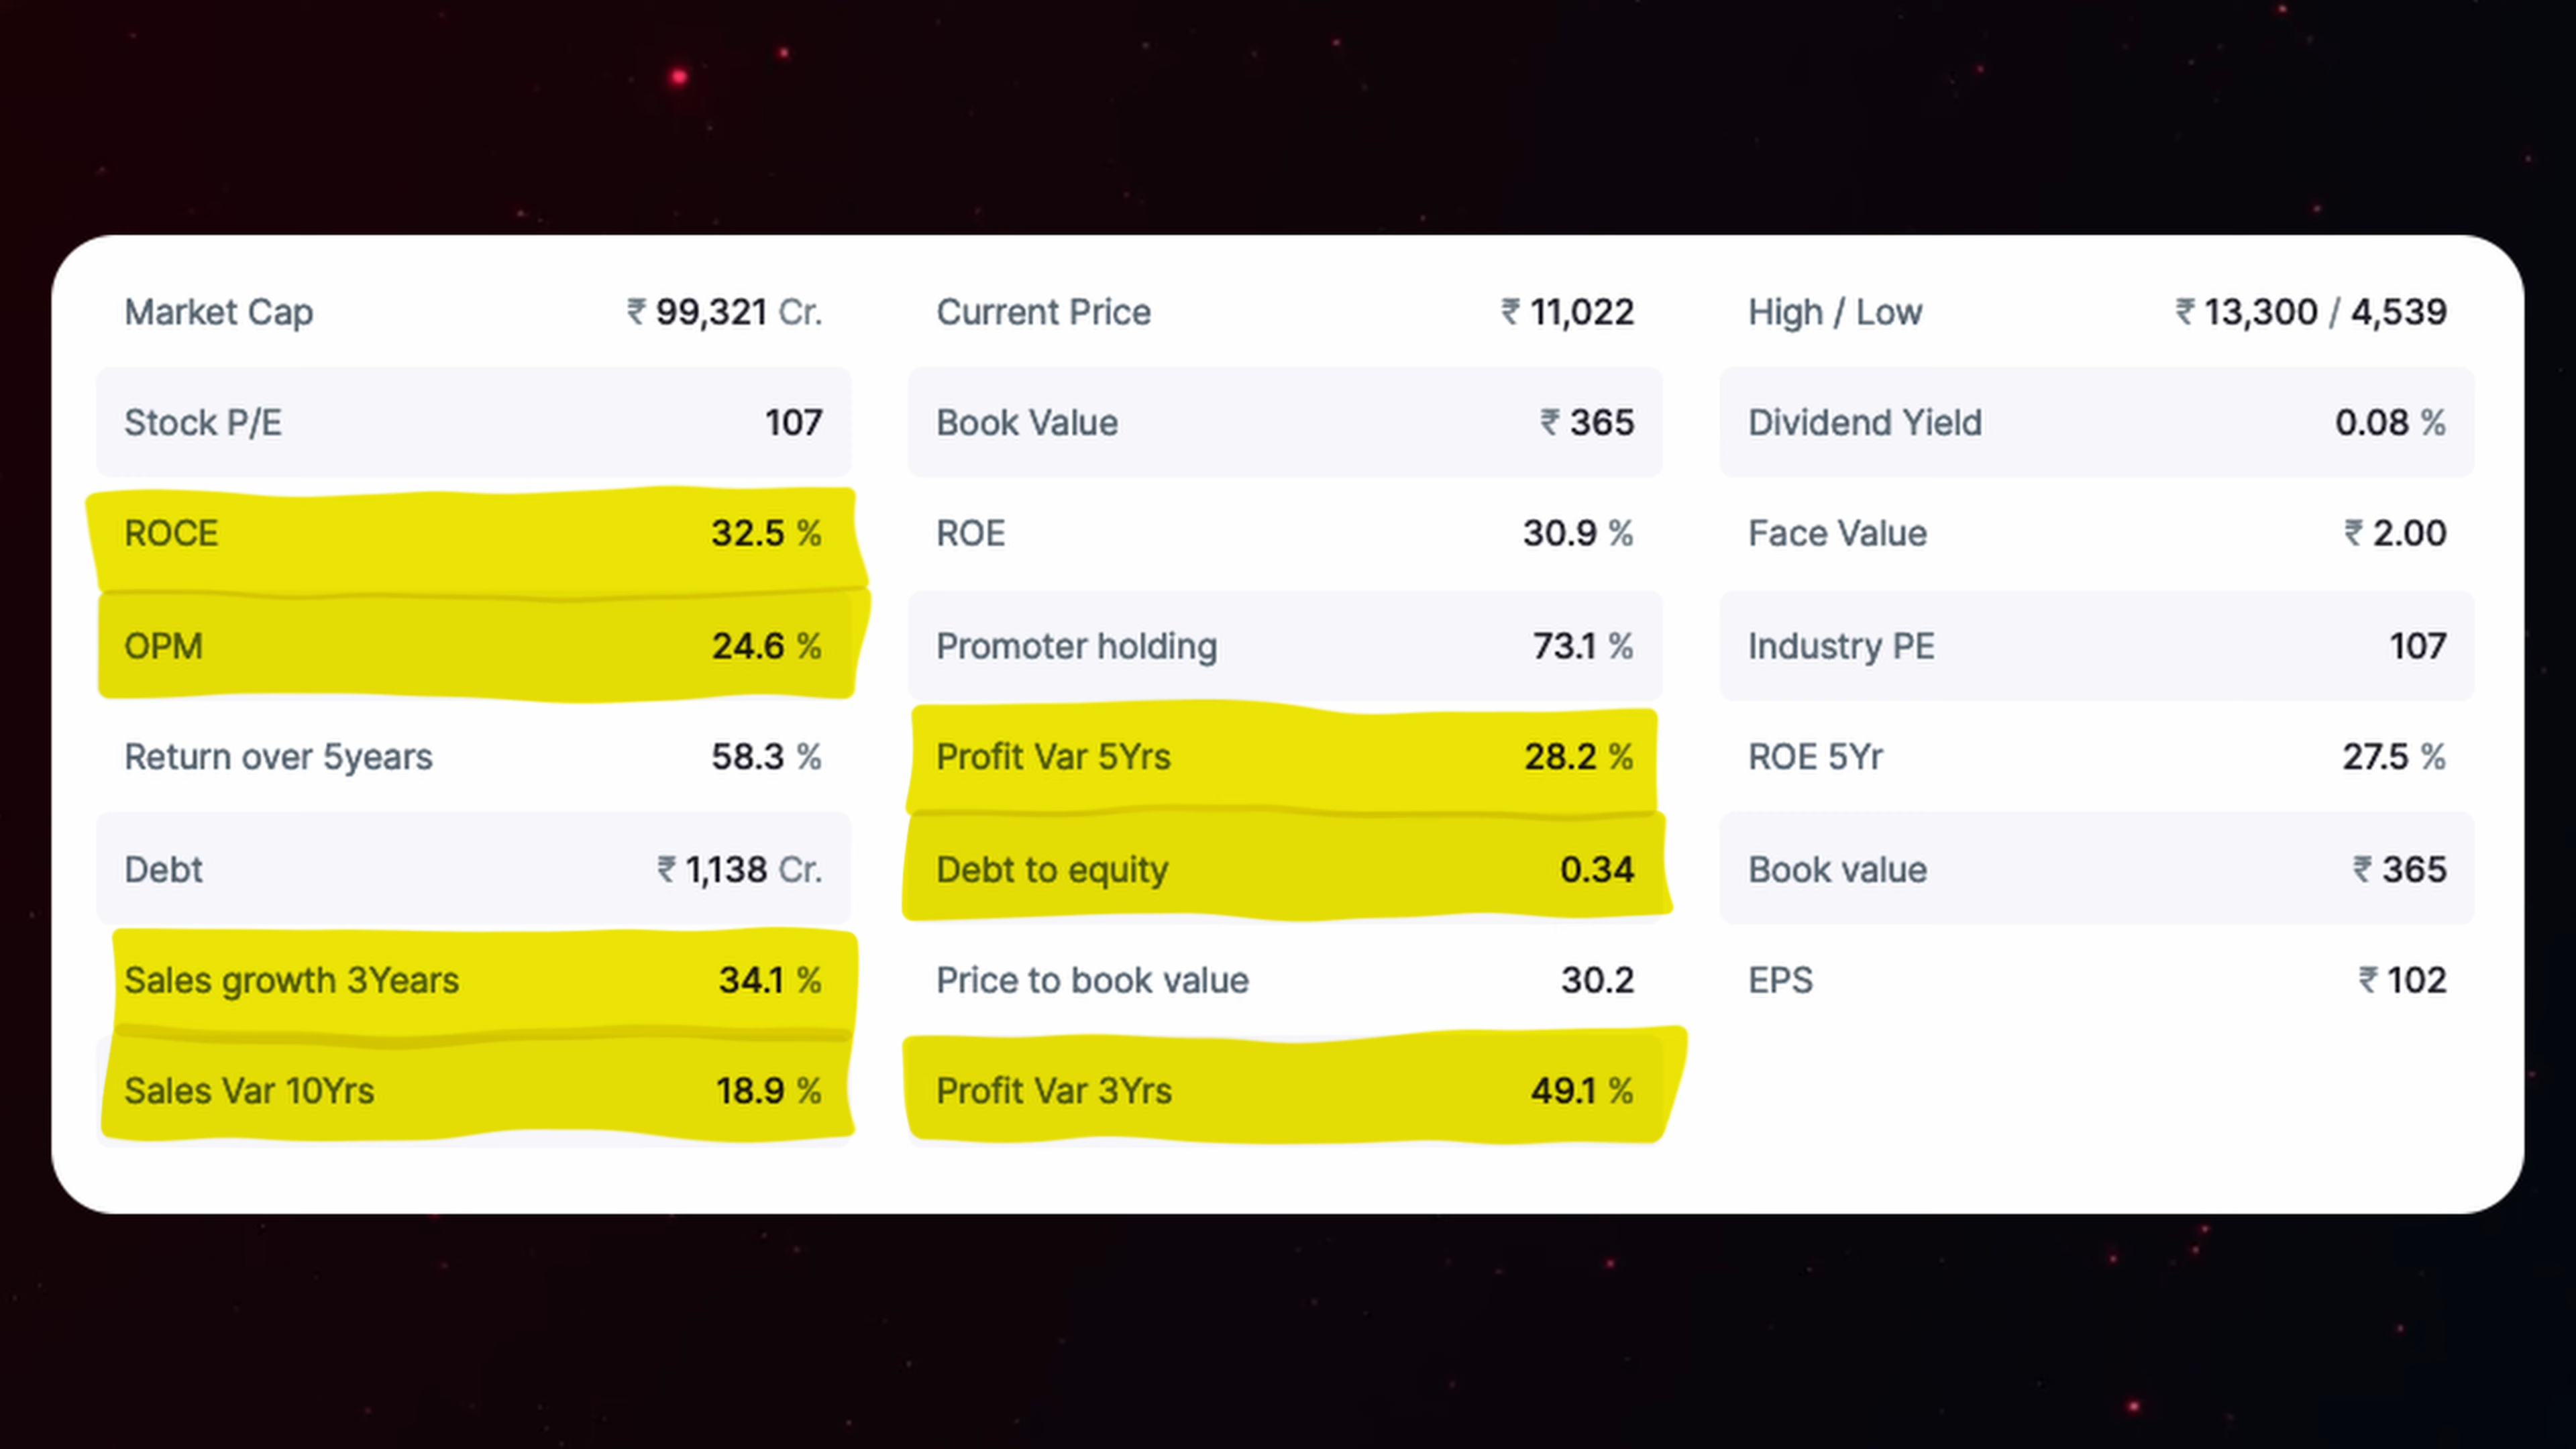 Market Cap ₹ 99,321 Cr. Current Price ₹ 11,022 High / Low ₹ 13,300 / 4,539
Stock P/E 107 Book Value ₹ 365 Dividend Yield 0.08 %
ROCE 32.5 % ROE 30.9 % Face Value ₹ 2.00
OPM 24.6 % Promoter holding 73.1 % Industry PE 107
Return over 5years 58.3 % Profit Var 5Yrs 28.2 % ROE 5Yr 27.5 %
Debt ₹ 1,138 Cr. Debt to equity 0.34 Book value ₹ 365
Sales growth 3Years 34.1 % Price to book value 30.2 EPS ₹ 102
Sales Var 10Yrs 18.9 % Profit Var 3Yrs 49.1 %